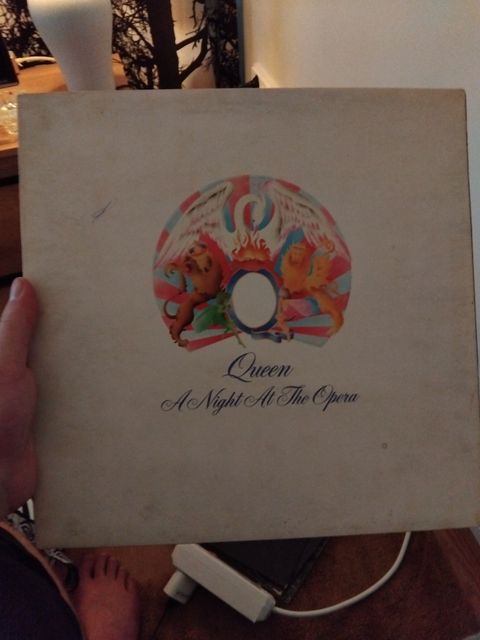 Queen
A Night At The Opera